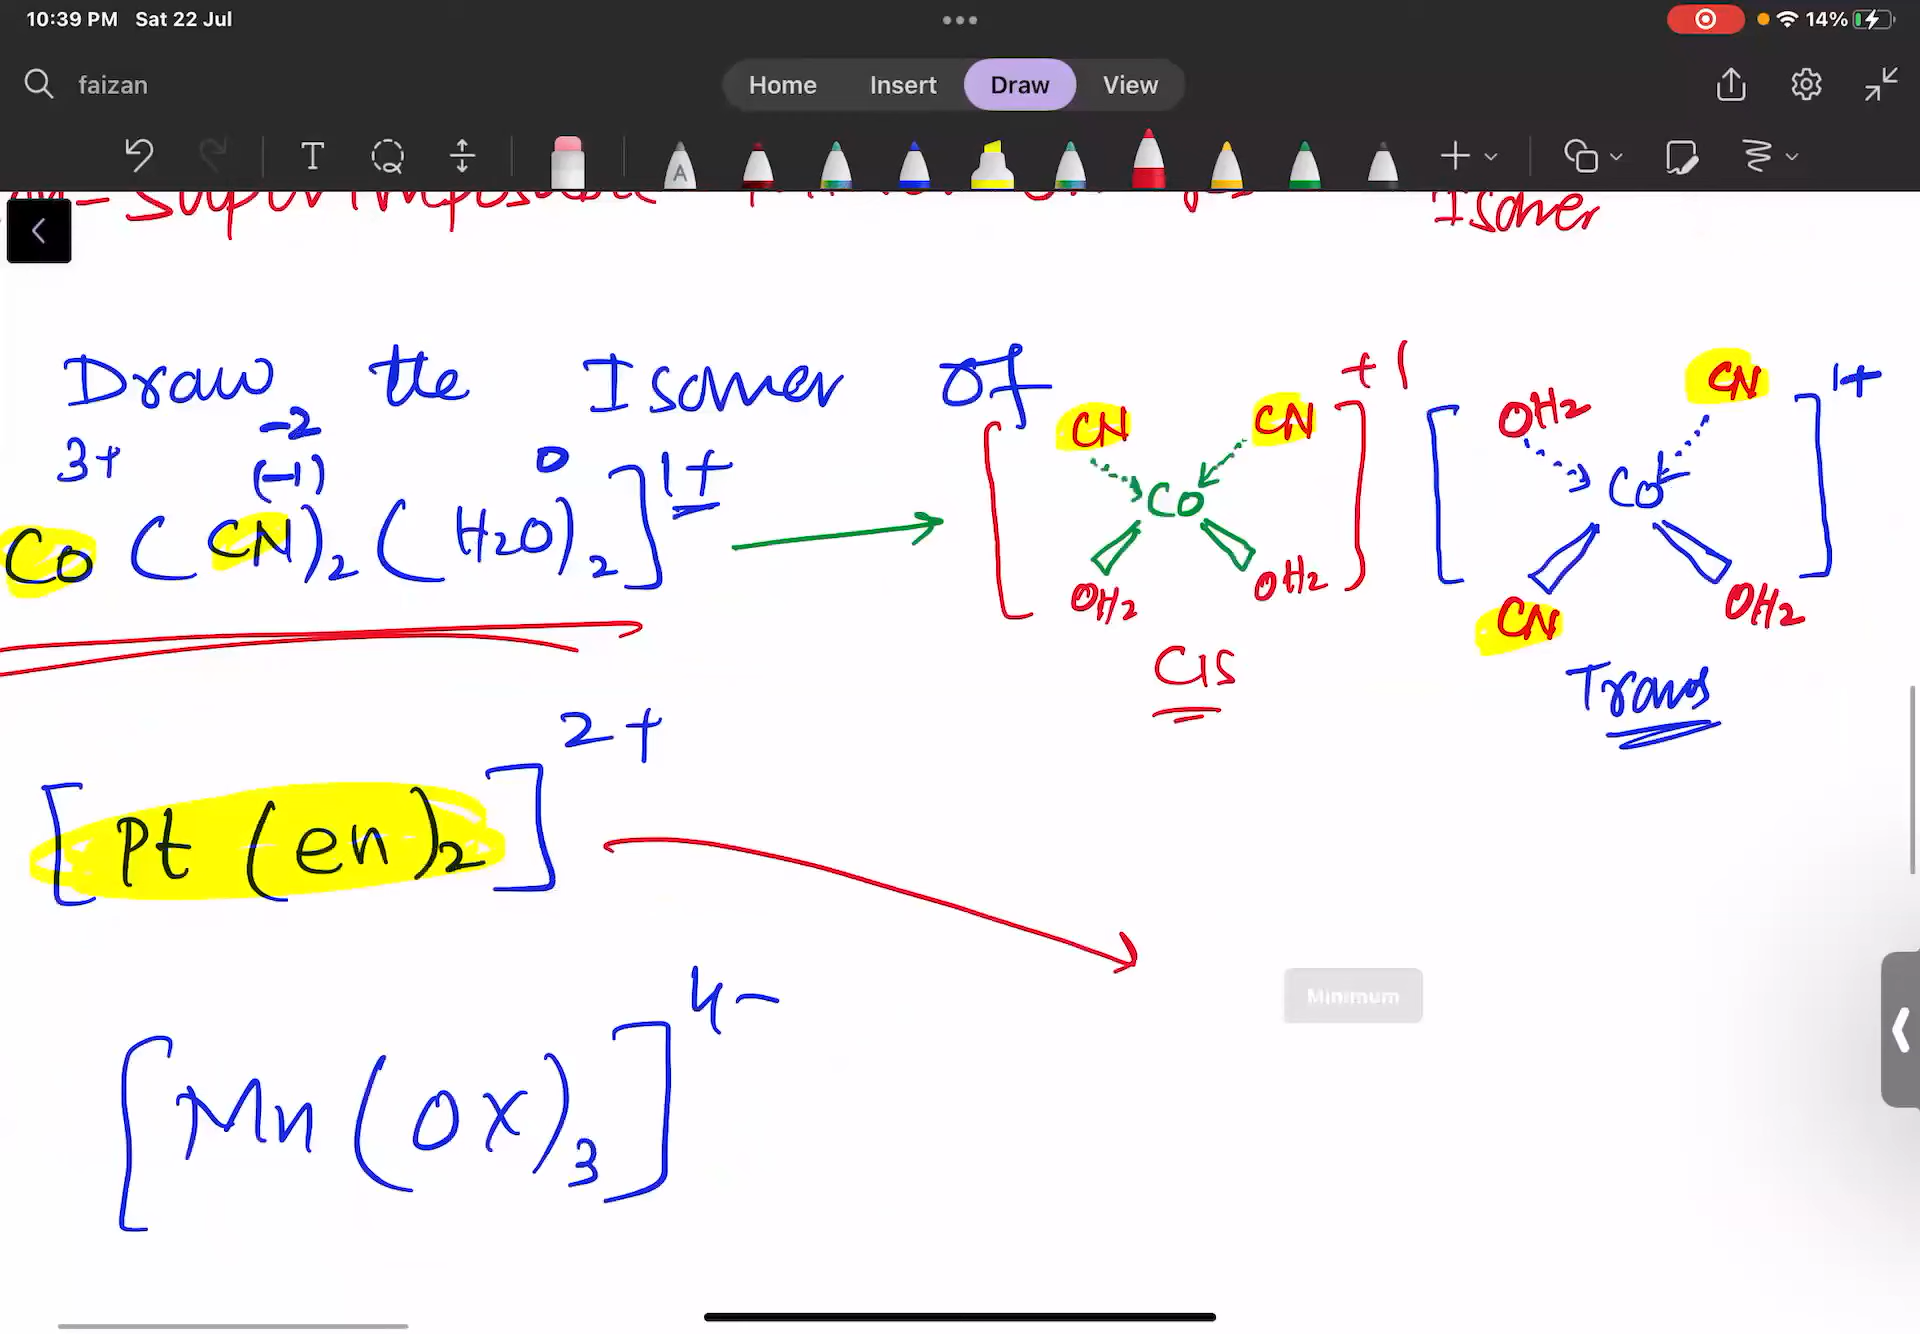 10:39 PM Sat 22 Jul
14%
faizan
Home Insert Draw View
T
A
Isomer
Draw the Isomer of
3+ -2
(-1) 0
Co (CN)2 (H2O)2]1+
[CN CN]+1
Co
OH2 OH2
Cis
[OH2 CN]1+
Co
CN OH2
Trans
[Pt (en)2]2+
Minimum
[Mn (ox)3]4-